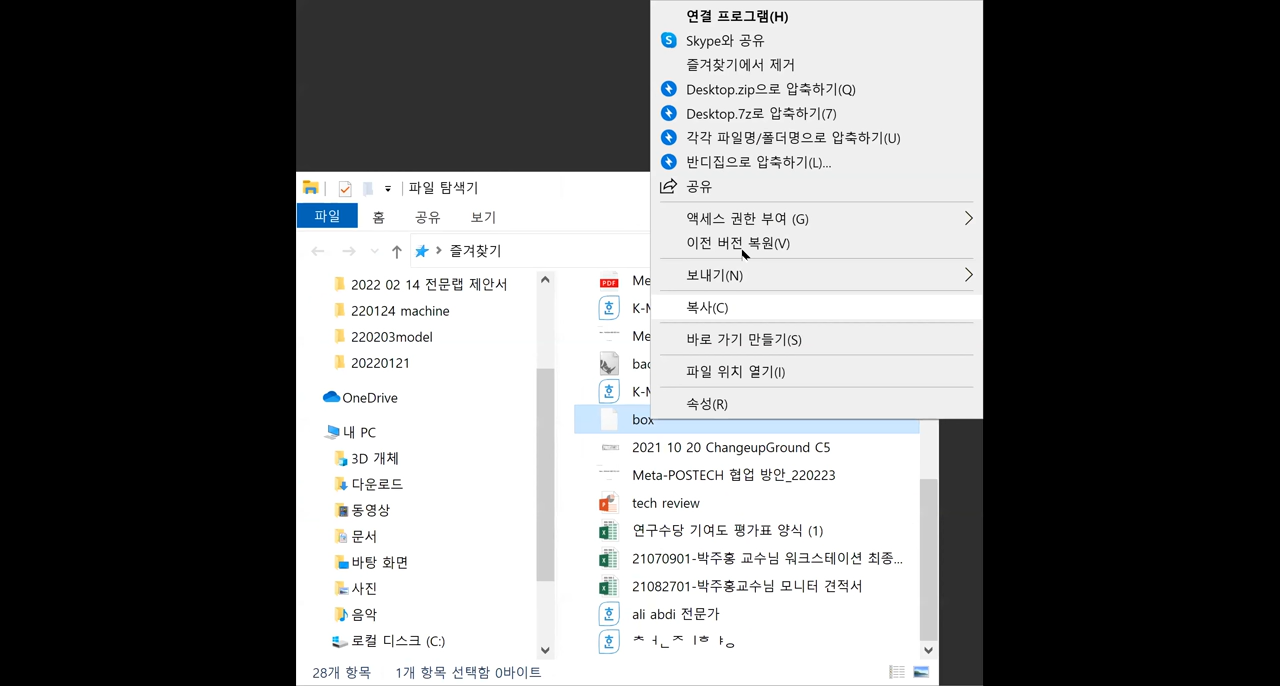 연결 프로그램(H)
Skype와 공유
즐겨찾기에서 제거
Desktop.zip으로 압축하기(Q)
Desktop.7z로 압축하기(7)
각각 파일명/폴더명으로 압축하기(U)
반디집으로 압축하기(L)...
공유
액세스 권한 부여 (G)
이전 버전 복원(V)
보내기(N)
복사(C)
바로 가기 만들기(S)
파일 위치 열기(I)
속성(R)
파일 탐색기
파일 홈 공유 보기
즐겨찾기
2022 02 14 전문랩 제안서
220124 machine
220203model
20220121
OneDrive
내 PC
3D 개체
다운로드
동영상
문서
바탕 화면
사진
음악
로컬 디스크 (C:)
PDF Me
K-M
Me
bac
K-M
box
2021 10 20 ChangeupGround C5
Meta-POSTECH 협업 방안_220223
tech review
연구수당 기여도 평가표 양식 (1)
21070901-박주홍 교수님 워크스테이션 최종...
21082701-박주홍교수님 모니터 견적서
ali abdi 전문가
28개 항목 1개 항목 선택함 0바이트